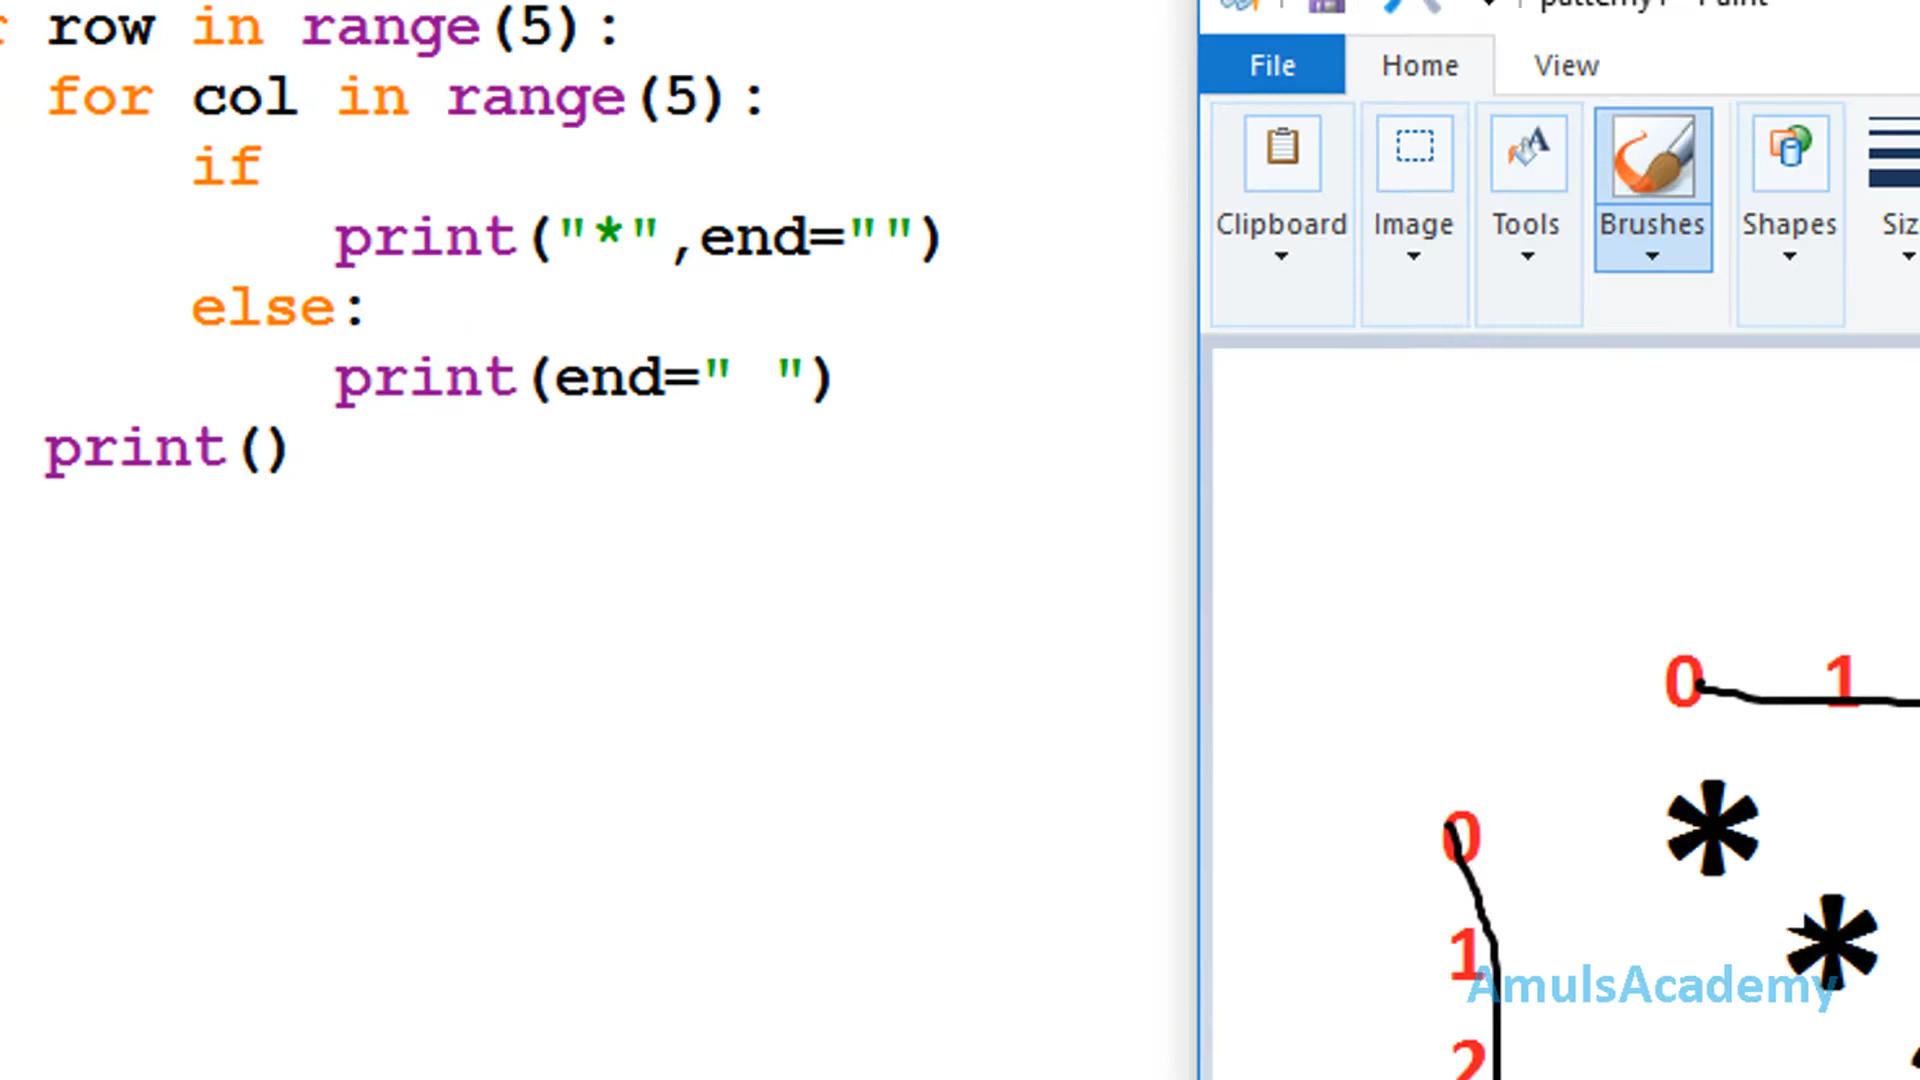 row in range(5):
for col in range(5):
if
print("*",end="")
else:
print(end=" ")
print()
File Home View
Clipboard Image Tools Brushes Shapes
0 1
*
0
*
1
AmulsAcademy
2